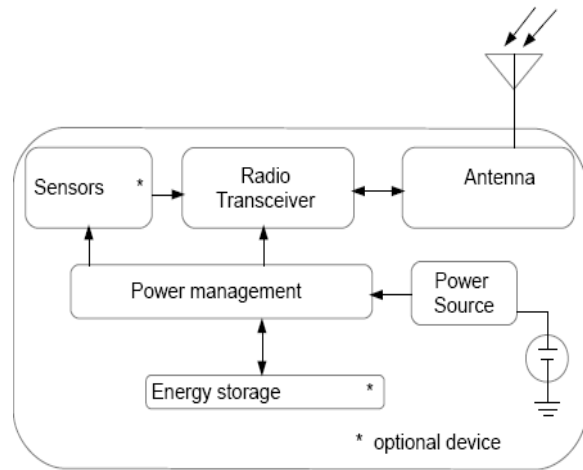 Sensors *
Radio
Transceiver
Antenna
Power management
Power
Source
Energy storage *
* optional device